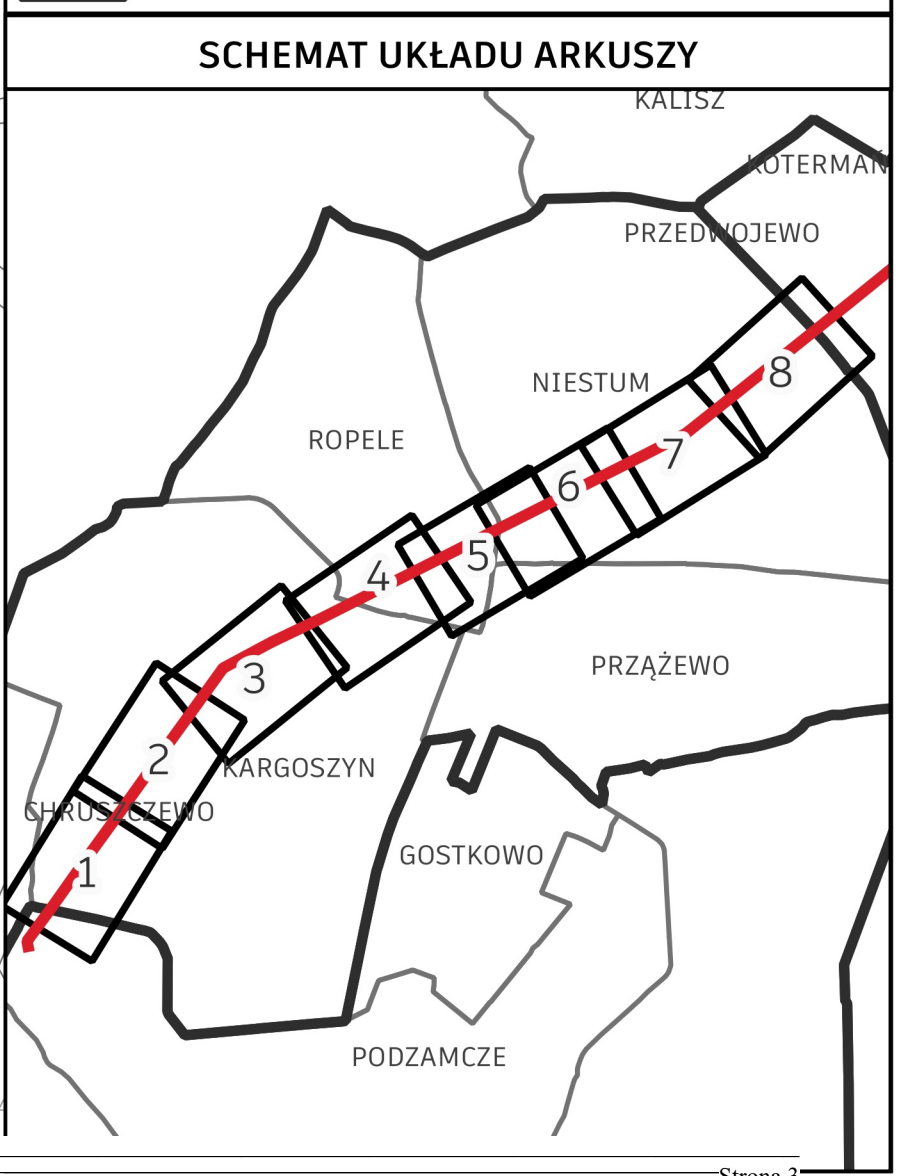 SCHEMAT UKŁADU ARKUSZY
KALISZ
KOTERMAŃ
PRZEDWOJEWO
8
NIESTUM
ROPELE
7
6
5
4
PRZĄŻEWO
3
2
KARGOSZYN
CHRUSZCZEWO
GOSTKOWO
1
PODZAMCZE
Strona 3